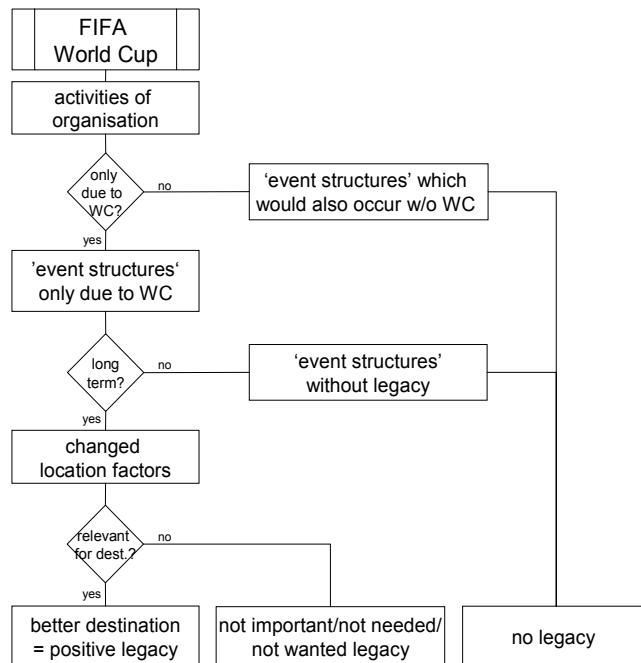 FIFA
World Cup
activities of
organisation
only
due to
WC?
no
'event structures' which
would also occur w/o WC
yes
'event structures'
only due to WC
long
term?
no
'event structures'
without legacy
yes
changed
location factors
relevant
for dest.?
no
yes
better destination
= positive legacy
not important/not needed/
not wanted legacy
no legacy